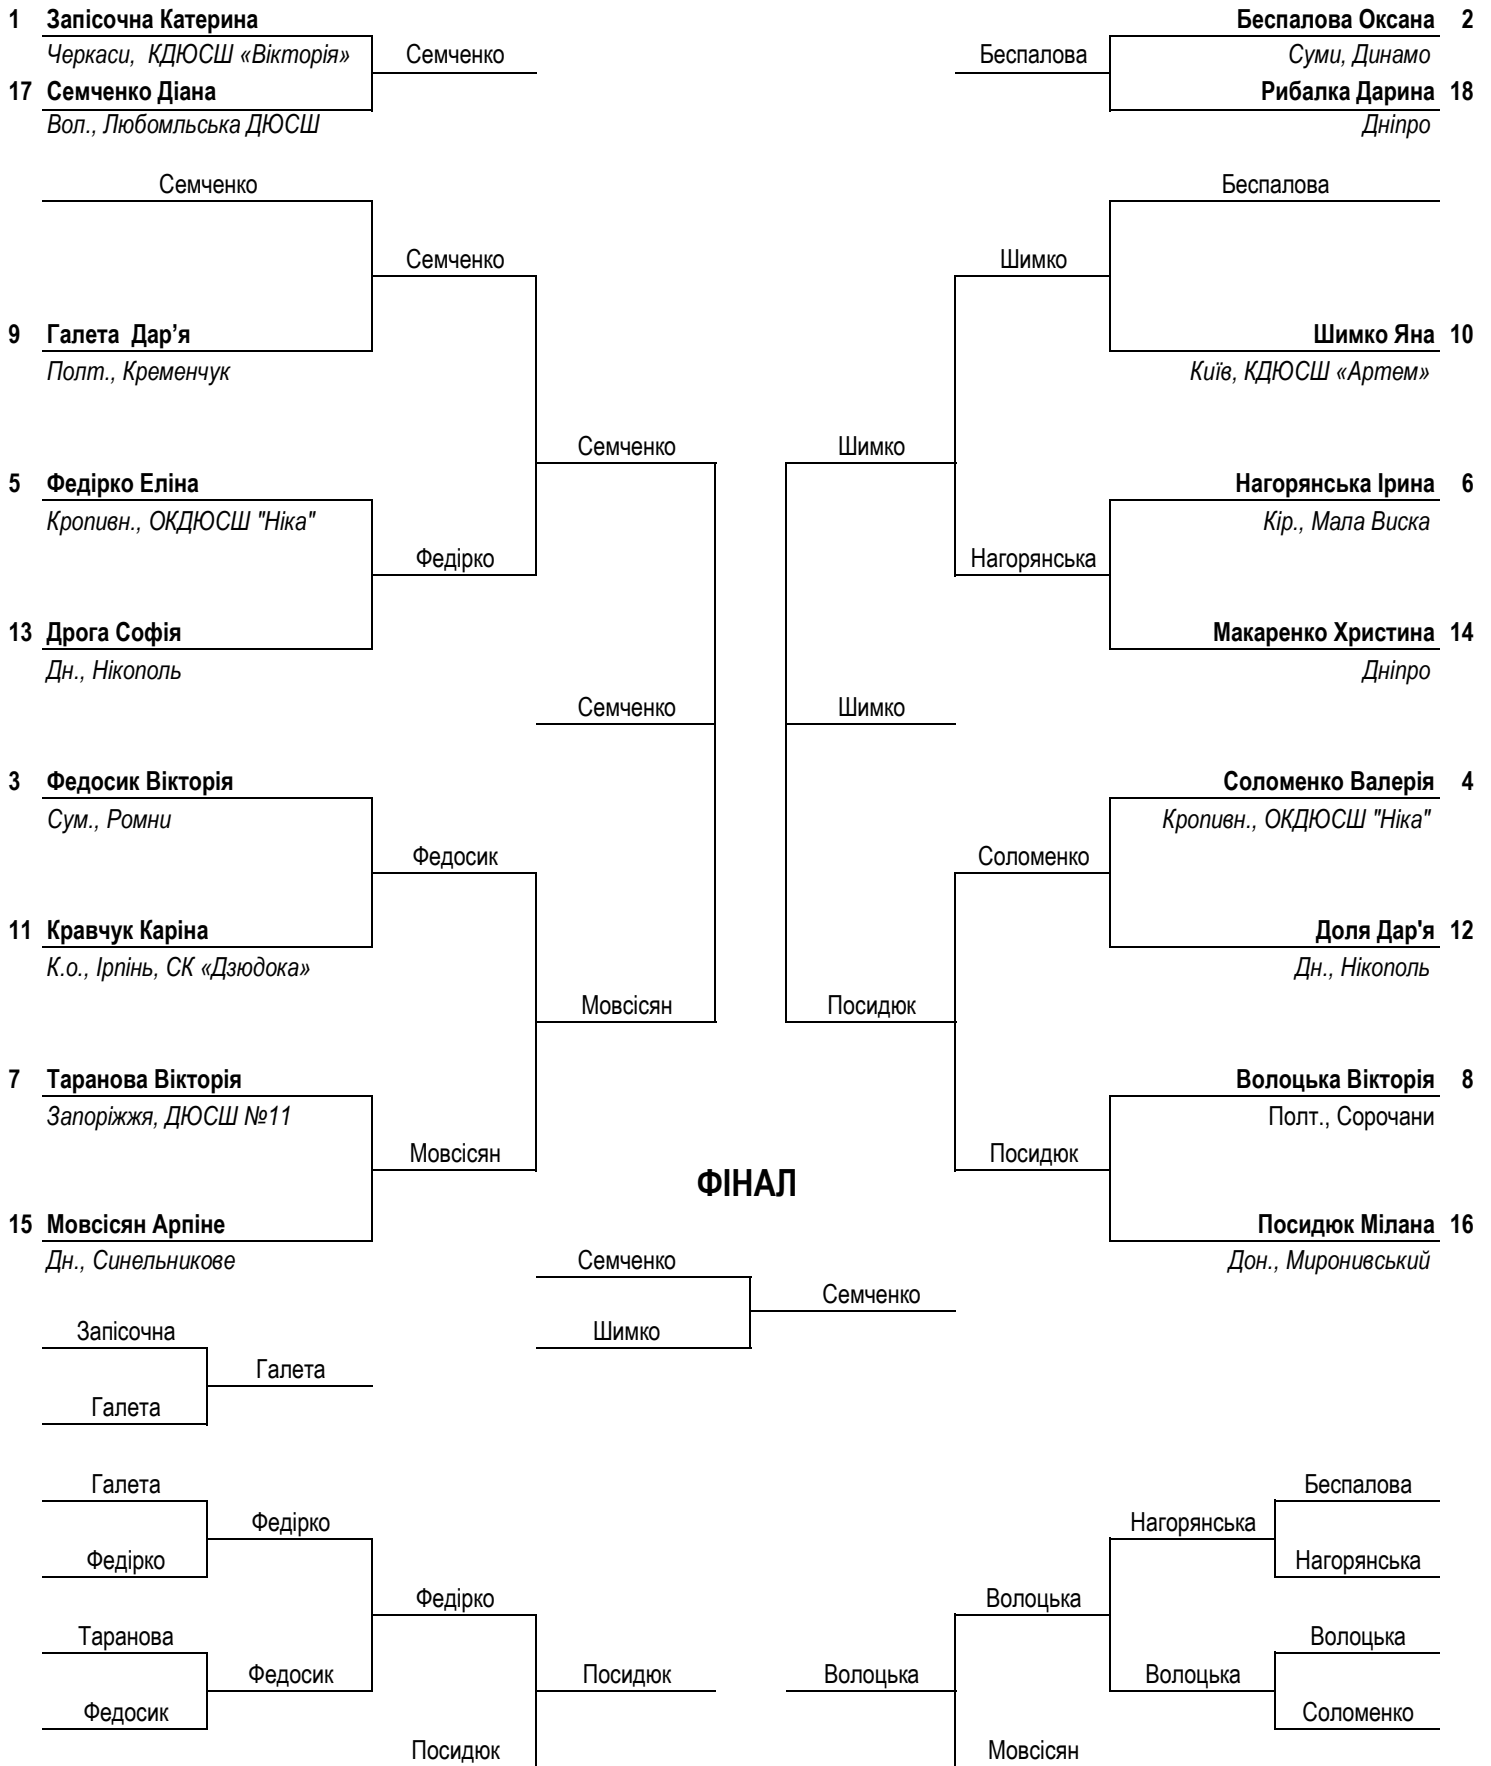 1 Запісочна Катерина
Беспалова Оксана 2
Черкаси, КДЮСШ «Вікторія»
Семченко
Беспалова
Суми, Динамо
17 Семченко Діана
Рибалка Дарина 18
Вол., Любомльська ДЮСШ
Дніпро
Семченко
Беспалова
Семченко
Шимко
9 Галета Дар’я
Шимко Яна 10
Полт., Кременчук
Київ, КДЮСШ «Артем»
Семченко
Шимко
5 Федірко Еліна
Нагорянська Ірина 6
Кропивн., ОКДЮСШ "Ніка"
Кір., Мала Виска
Федірко
Нагорянська
13 Дрога Софія
Макаренко Христина 14
Дн., Нікополь
Дніпро
Семченко
Шимко
3 Федосик Вікторія
Соломенко Валерія 4
Сум., Ромни
Кропивн., ОКДЮСШ "Ніка"
Федосик
Соломенко
11 Кравчук Каріна
Доля Дар'я 12
К.о., Ірпінь, СК «Дзюдока»
Дн., Нікополь
Мовсісян
Посидюк
7 Таранова Вікторія
Волоцька Вікторія 8
Запоріжжя, ДЮСШ №11
Полт., Сорочани
Мовсісян
Посидюк
ФІНАЛ
15 Мовсісян Арпіне
Посидюк Мілана 16
Дн., Синельникове
Семченко
Дон., Миронивський
Семченко
Запісочна
Шимко
Галета
Галета
Галета
Беспалова
Федірко
Нагорянська
Федірко
Нагорянська
Федірко
Волоцька
Таранова
Волоцька
Федосик
Посидюк
Волоцька
Волоцька
Федосик
Соломенко
Посидюк
Мовсісян